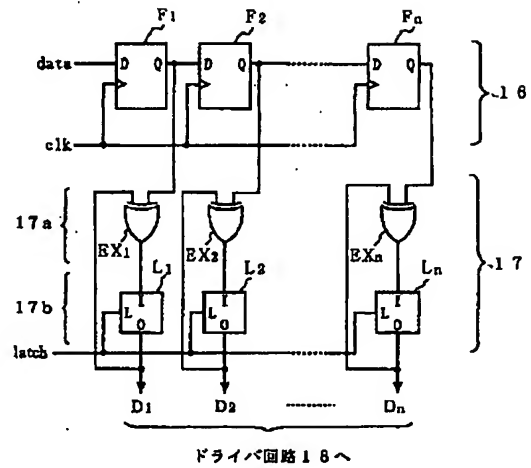 F1 F2 Fn
data D Q D Q D Q
16
clk
17a EX1 EX2 EXn 17
L1 L2 Ln
17b L I O L I O L I O
latch
D1 D2 Dn
ドライバ回路18へ